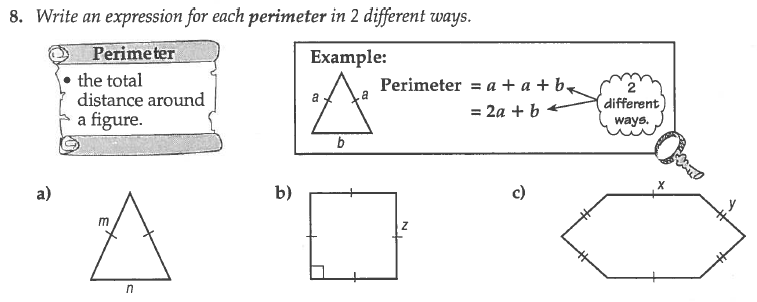 8. Write an expression for each perimeter in 2 different ways.
Perimeter
• the total
distance around
a figure.
Example:
a
a
b
Perimeter = a + a + b
= 2a + b
2
different
ways.
a)
m
n
b)
z
c)
x
y